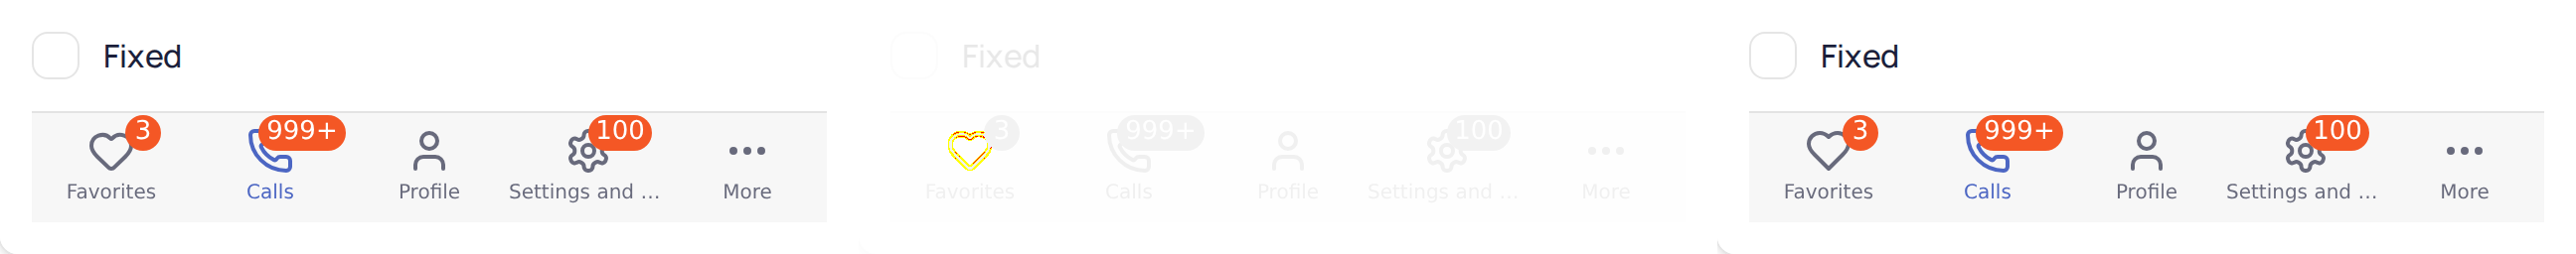 Fixed
3
999+
100
Favorites
Calls
Profile
Settings and ...
More
Fixed
3
999+
100
Favorites
Calls
Profile
Settings and ...
More
Fixed
3
999+
100
Favorites
Calls
Profile
Settings and ...
More